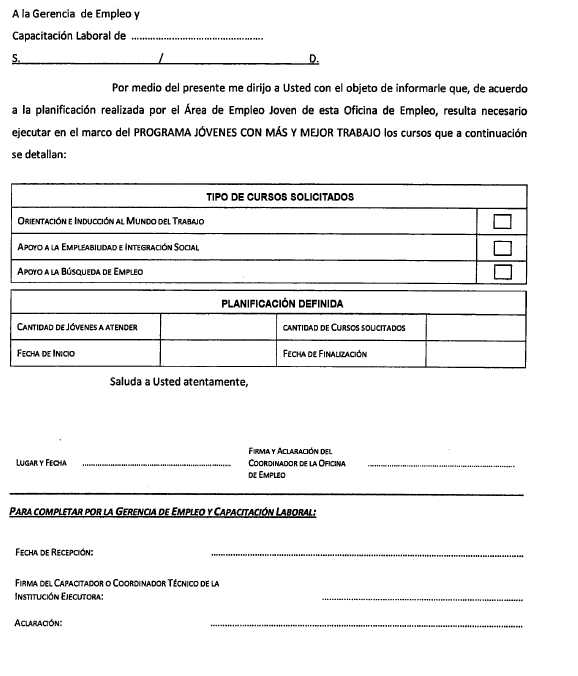 A la Gerencia de Empleo y
Capacitación Laboral de ................................................
S. / D.
Por medio del presente me dirijo a Usted con el objeto de informarle que, de acuerdo
a la planificación realizada por el Área de Empleo Joven de esta Oficina de Empleo, resulta necesario
ejecutar en el marco del PROGRAMA JÓVENES CON MÁS Y MEJOR TRABAJO los cursos que a continuación
se detallan:
TIPO DE CURSOS SOLICITADOS
ORIENTACIÓN E INDUCCIÓN AL MUNDO DEL TRABAJO
APOYO A LA EMPLEABILIDAD E INTEGRACIÓN SOCIAL
APOYO A LA BÚSQUEDA DE EMPLEO
PLANIFICACIÓN DEFINIDA
CANTIDAD DE JÓVENES A ATENDER CANTIDAD DE CURSOS SOLICITADOS
FECHA DE INICIO FECHA DE FINALIZACIÓN
Saluda a Usted atentamente,
LUGAR Y FECHA ................................................ FIRMA Y ACLARACIÓN DEL
COORDINADOR DE LA OFICINA ................................................
DE EMPLEO
PARA COMPLETAR POR LA GERENCIA DE EMPLEO Y CAPACITACIÓN LABORAL:
FECHA DE RECEPCIÓN: ................................................
FIRMA DEL CAPACITADOR O COORDINADOR TÉCNICO DE LA
INSTITUCIÓN EJECUTORA: ................................................
ACLARACIÓN: ................................................